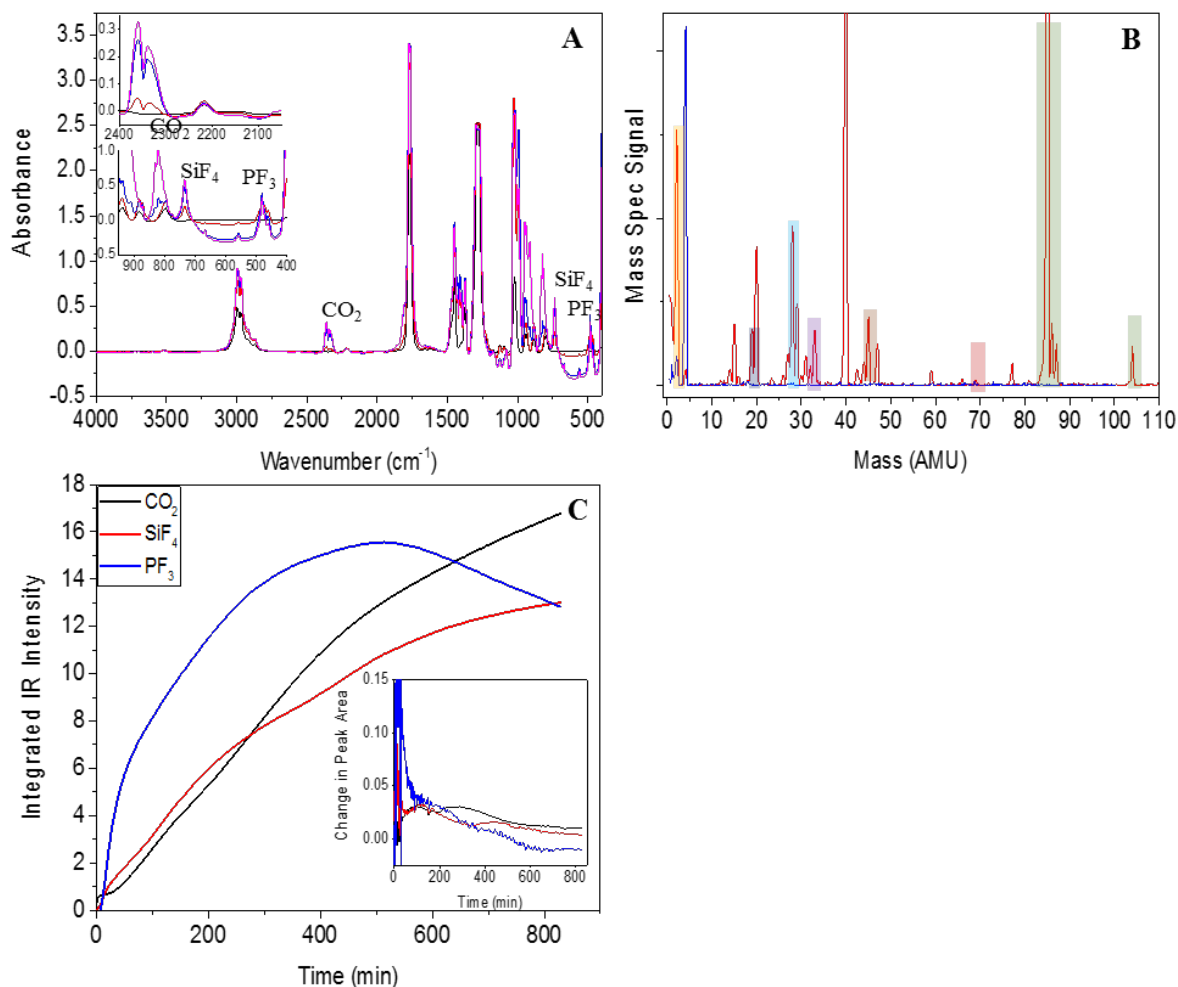 A
3.5
3.0
2.5
2.0
1.5
1.0
0.5
0.0
-0.5
Absorbance
4000 3500 3000 2500 2000 1500 1000 500
Wavenumber (cm-1)
0.3
0.2
0.1
0.0
2400 2300 2200 2100
CO
1.0
0.5
0.0
-0.5
900 800 700 600 500 400
SiF4
PF3
CO2
SiF4
PF3
B
Mass Spec Signal
0 10 20 30 40 50 60 70 80 90 100 110
Mass (AMU)
C
CO2
SiF4
PF3
18
16
14
12
10
8
6
4
2
0
Integrated IR Intensity
0 200 400 600 800
Time (min)
0.15
0.10
0.05
0.00
Change in Peak Area
0 200 400 600 800
Time (min)